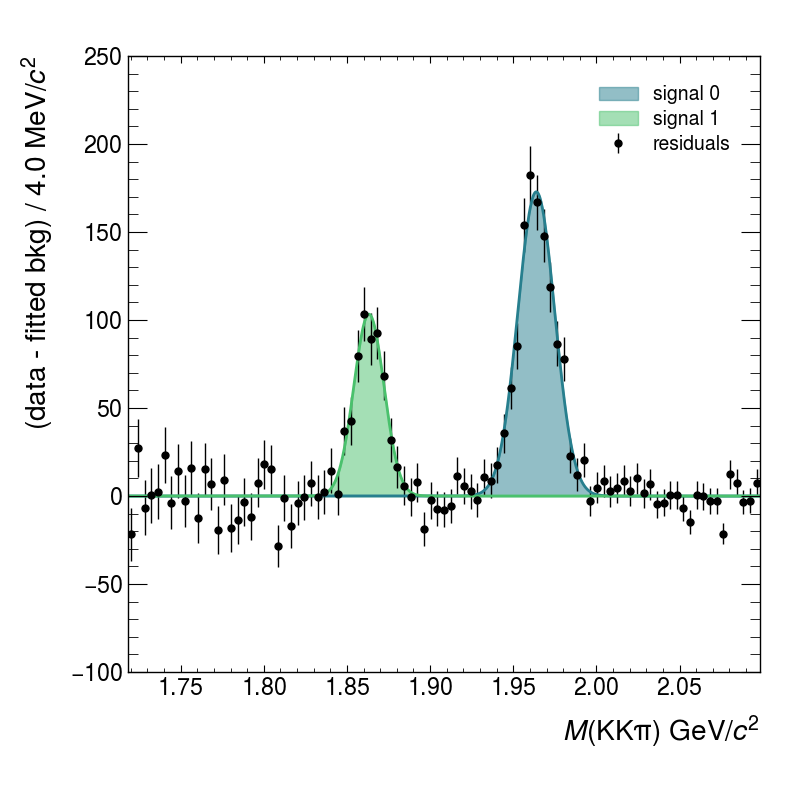 (data - fitted bkg) / 4.0 MeV/c²
250
200
150
100
50
0
−50
−100
signal 0
signal 1
residuals
1.75 1.80 1.85 1.90 1.95 2.00 2.05
M(KKπ) GeV/c²